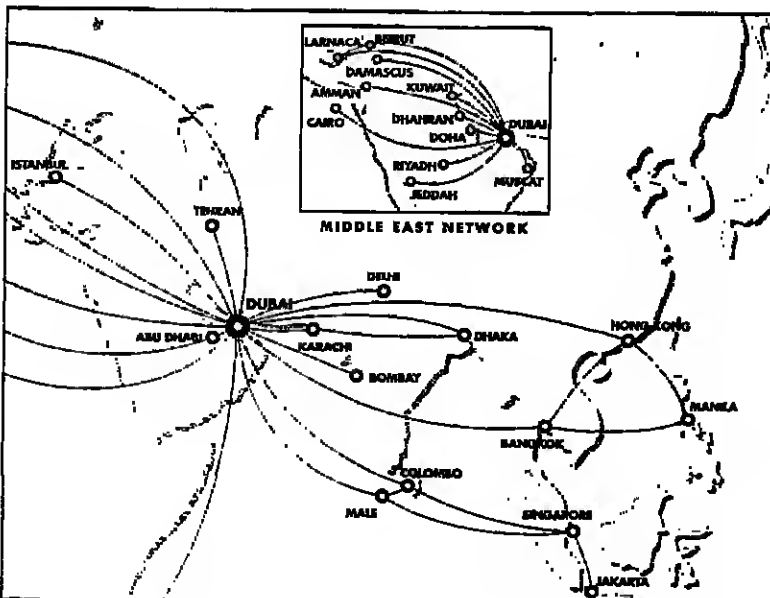 LARNACA
BEIRUT
DAMASCUS
AMMAN
KUWAIT
CAIRO
DHAHRAN
DUBAI
DOHA
RIYADH
MUSCAT
JEDDAH
MIDDLE EAST NETWORK
ISTANBUL
TEHRAN
DELHI
DUBAI
ABU DHABI
KARACHI
DHAKA
HONG KONG
BOMBAY
MANILA
BANGKOK
COLOMBO
MALE
SINGAPORE
JAKARTA